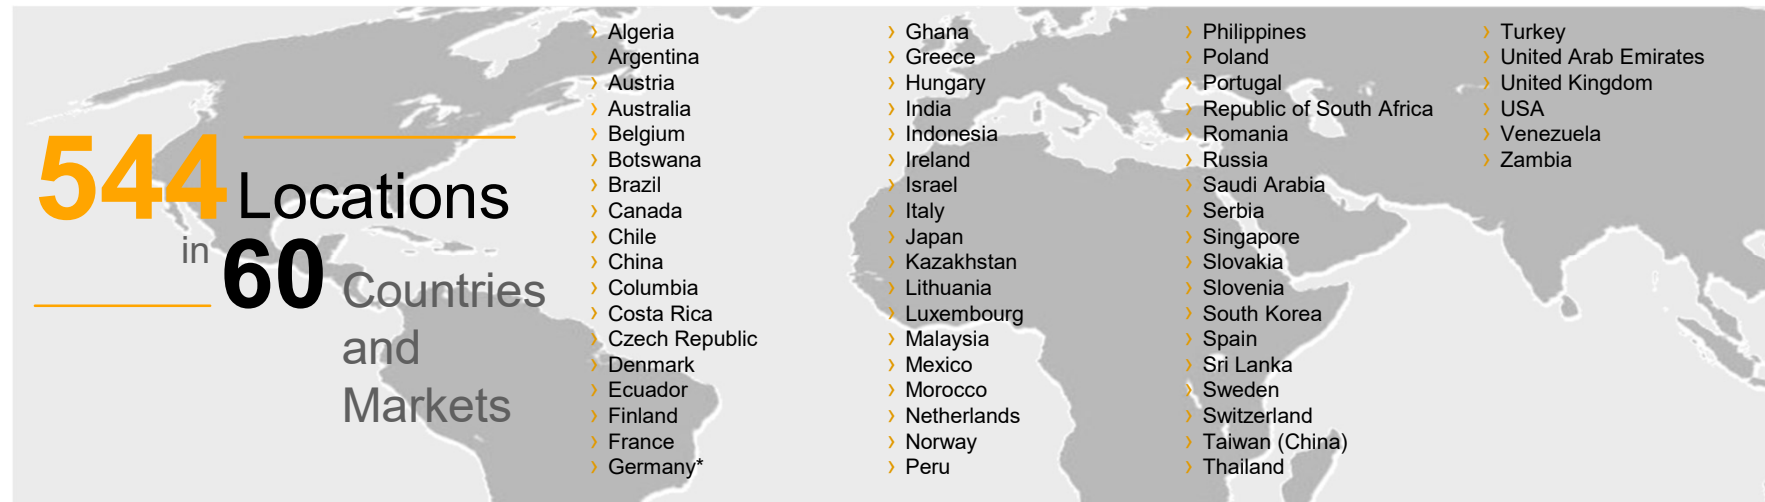 544 Locations
in 60 Countries
and
Markets
› Algeria
› Argentina
› Austria
› Australia
› Belgium
› Botswana
› Brazil
› Canada
› Chile
› China
› Columbia
› Costa Rica
› Czech Republic
› Denmark
› Ecuador
› Finland
› France
› Germany*
› Ghana
› Greece
› Hungary
› India
› Indonesia
› Ireland
› Israel
› Italy
› Japan
› Kazakhstan
› Lithuania
› Luxembourg
› Malaysia
› Mexico
› Morocco
› Netherlands
› Norway
› Peru
› Philippines
› Poland
› Portugal
› Republic of South Africa
› Romania
› Russia
› Saudi Arabia
› Serbia
› Singapore
› Slovakia
› Slovenia
› South Korea
› Spain
› Sri Lanka
› Sweden
› Switzerland
› Taiwan (China)
› Thailand
› Turkey
› United Arab Emirates
› United Kingdom
› USA
› Venezuela
› Zambia